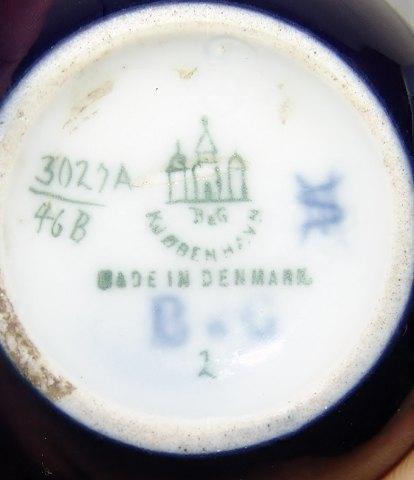 3027A
46B
B&G
KJØBENHAVN
MADE IN DENMARK
B & G
2